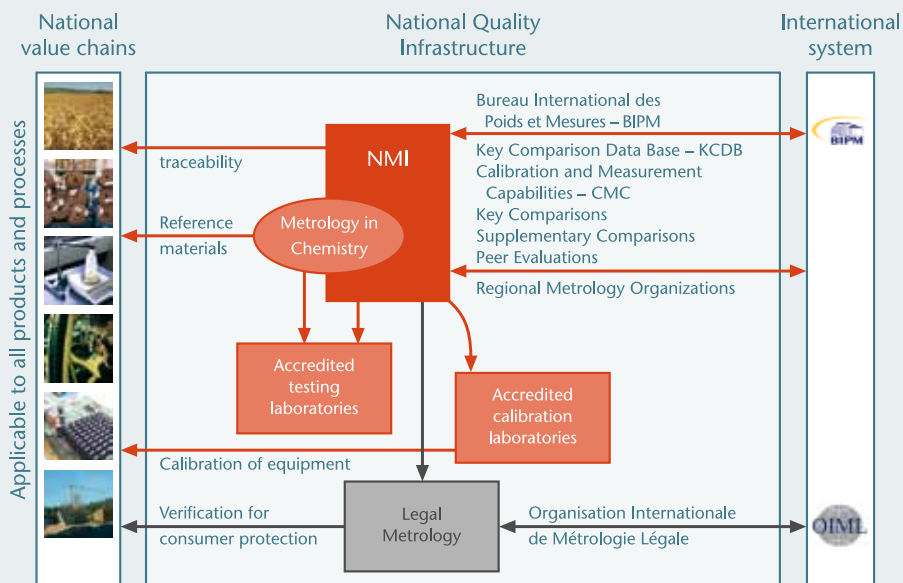 National
value chains
National Quality
Infrastructure
International
system
Applicable to all products and processes
traceability
Reference
materials
NMI
Metrology in
Chemistry
Bureau International des
Poids et Mesures – BIPM
Key Comparison Data Base – KCDB
Calibration and Measurement
Capabilities – CMC
Key Comparisons
Supplementary Comparisons
Peer Evaluations
Regional Metrology Organizations
BIPM
Accredited
testing
laboratories
Accredited
calibration
laboratories
Calibration of equipment
Verification for
consumer protection
Legal
Metrology
Organisation Internationale
de Métrologie Légale
OIML